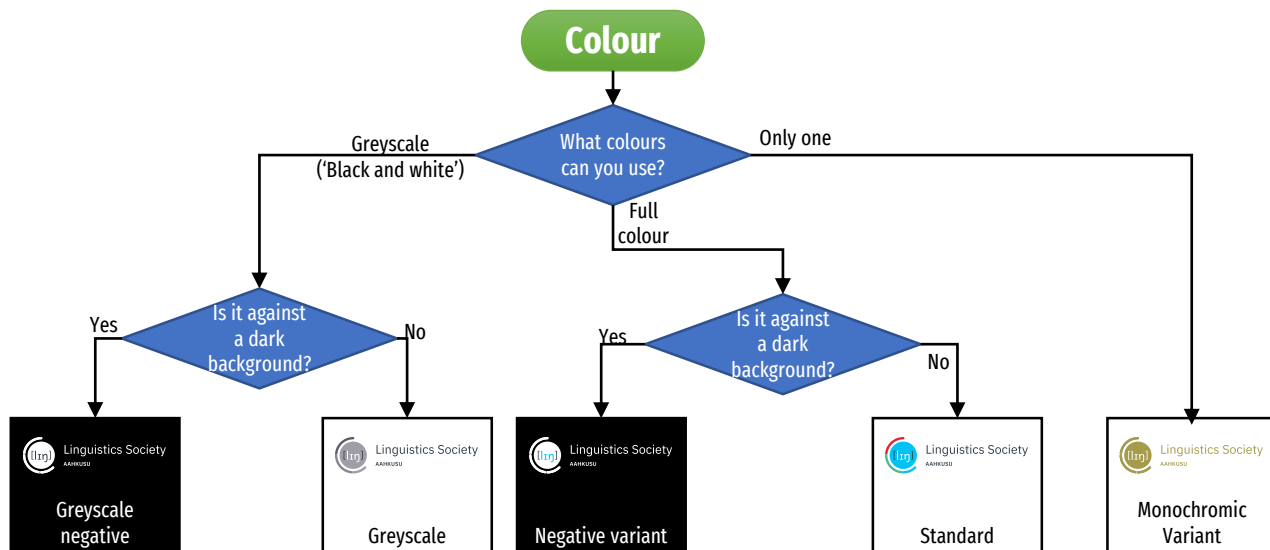 Colour
What colours
can you use?
Greyscale
(‘Black and white’)
Only one
Full
colour
Is it against
a dark
background?
Yes
No
Is it against
a dark
background?
Yes
No
[lɪŋ]
Linguistics Society
AAHKUSU
Greyscale
negative
[lɪŋ]
Linguistics Society
AAHKUSU
Greyscale
[lɪŋ]
Linguistics Society
AAHKUSU
Negative variant
[lɪŋ]
Linguistics Society
AAHKUSU
Standard
[lɪŋ]
Linguistics Society
AAHKUSU
Monochromic
Variant